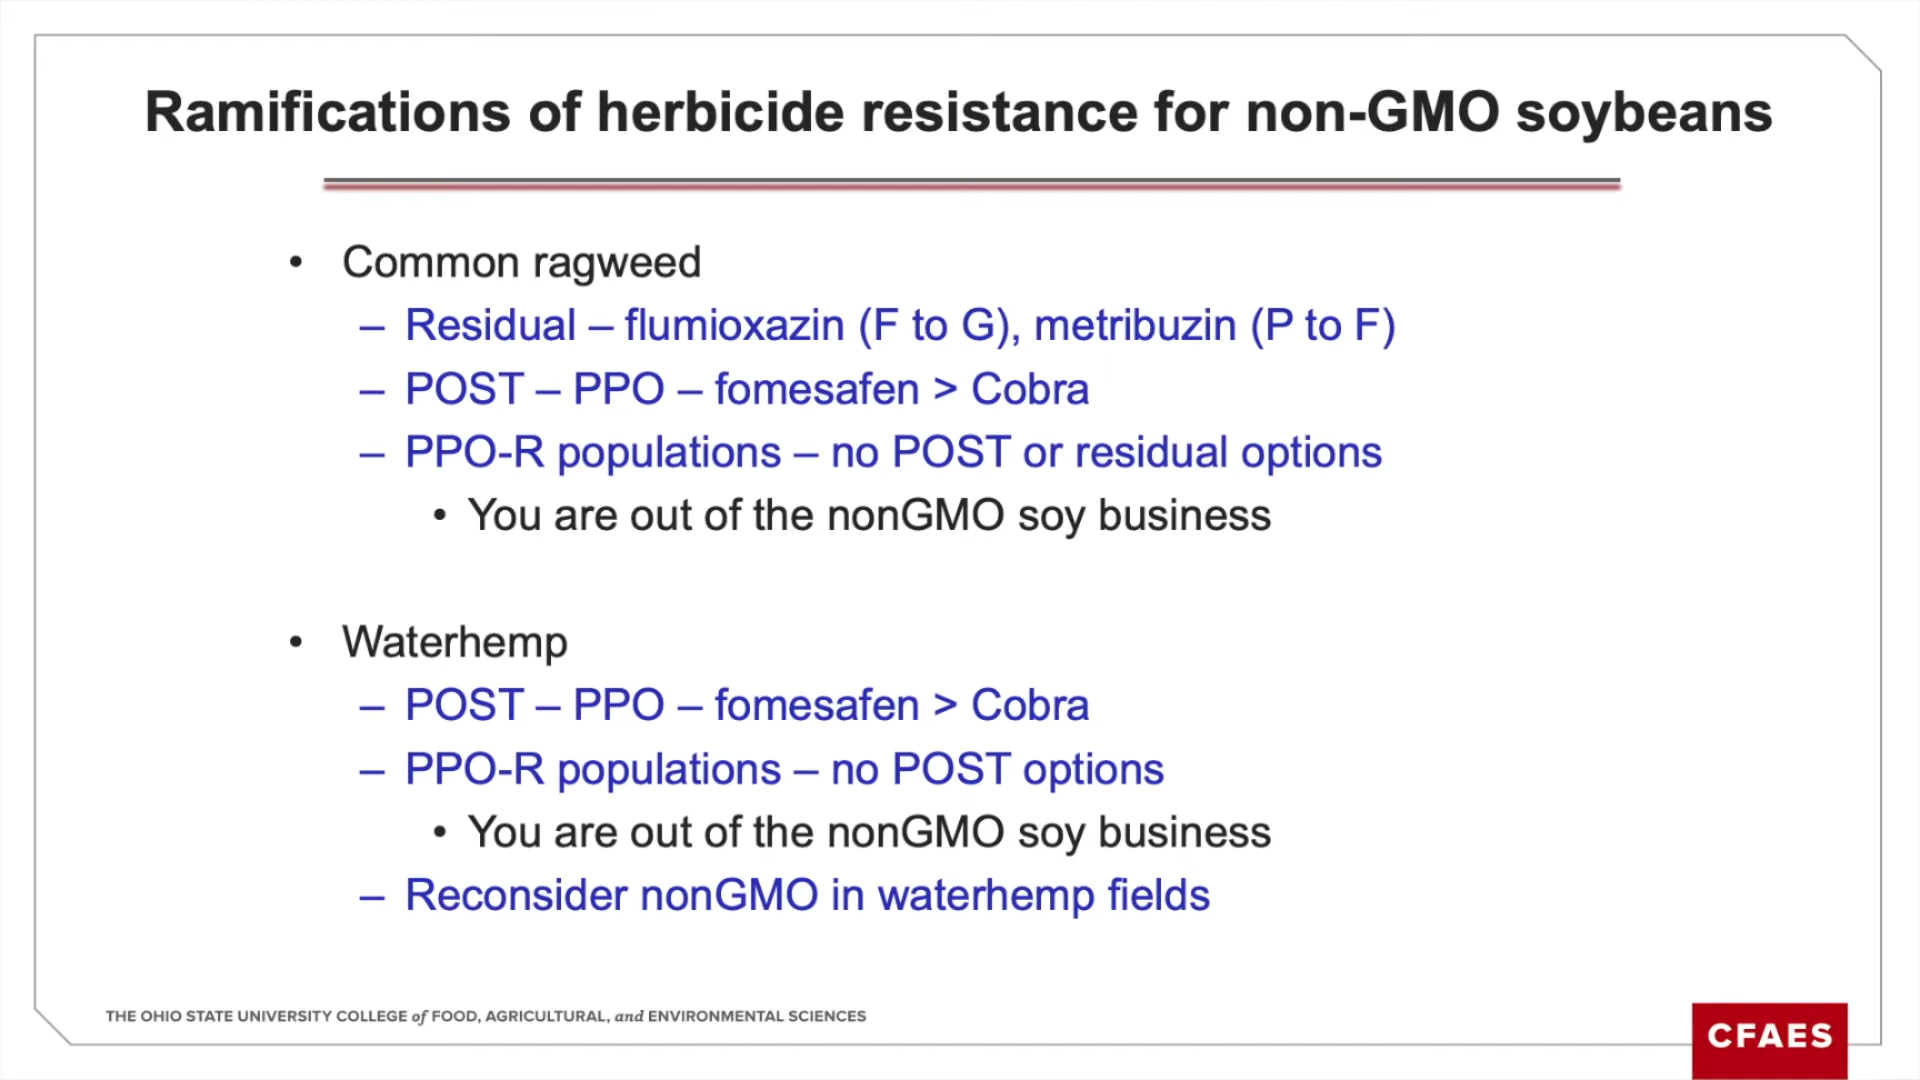 Ramifications of herbicide resistance for non-GMO soybeans
• Common ragweed
– Residual – flumioxazin (F to G), metribuzin (P to F)
– POST – PPO – fomesafen > Cobra
– PPO-R populations – no POST or residual options
• You are out of the nonGMO soy business
• Waterhemp
– POST – PPO – fomesafen > Cobra
– PPO-R populations – no POST options
• You are out of the nonGMO soy business
– Reconsider nonGMO in waterhemp fields
THE OHIO STATE UNIVERSITY COLLEGE of FOOD, AGRICULTURAL, and ENVIRONMENTAL SCIENCES
CFAES